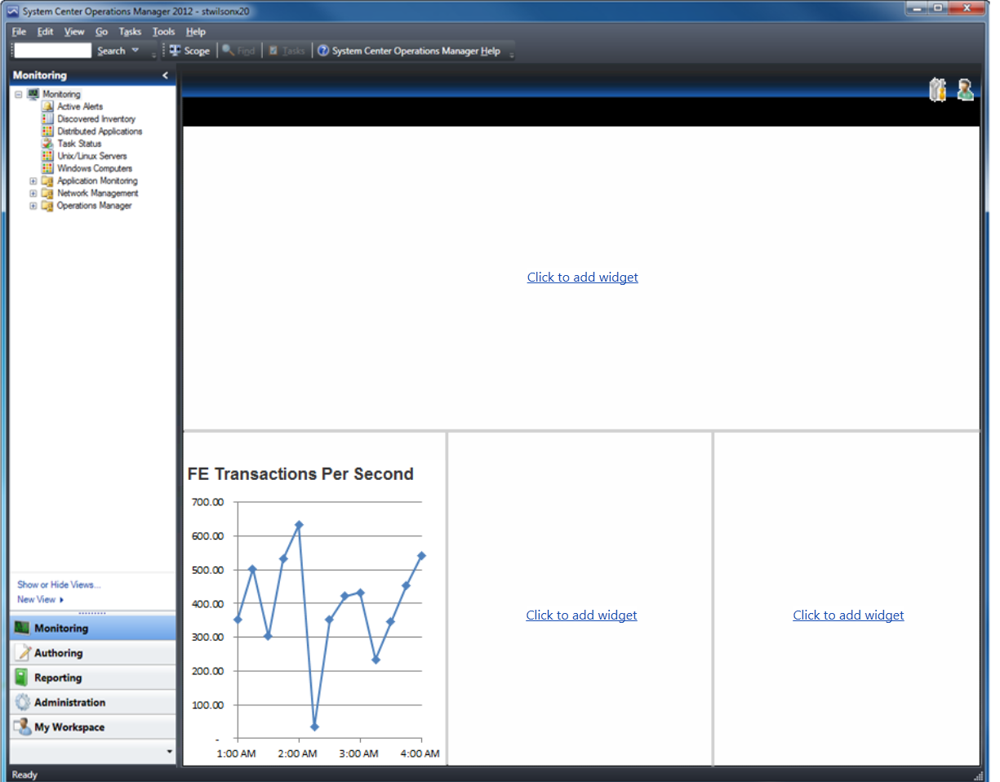 System Center Operations Manager 2012 - stwilsonx20
File Edit View Go Tasks Tools Help
Search Scope Find Tasks System Center Operations Manager Help
Monitoring
Monitoring
Active Alerts
Discovered Inventory
Distributed Applications
Task Status
Unix/Linux Servers
Windows Computers
Application Monitoring
Network Management
Operations Manager
Click to add widget
FE Transactions Per Second
700.00
600.00
500.00
400.00
300.00
200.00
100.00
-
1:00 AM 2:00 AM 3:00 AM 4:00 AM
Click to add widget
Click to add widget
Show or Hide Views...
New View
Monitoring
Authoring
Reporting
Administration
My Workspace
Ready